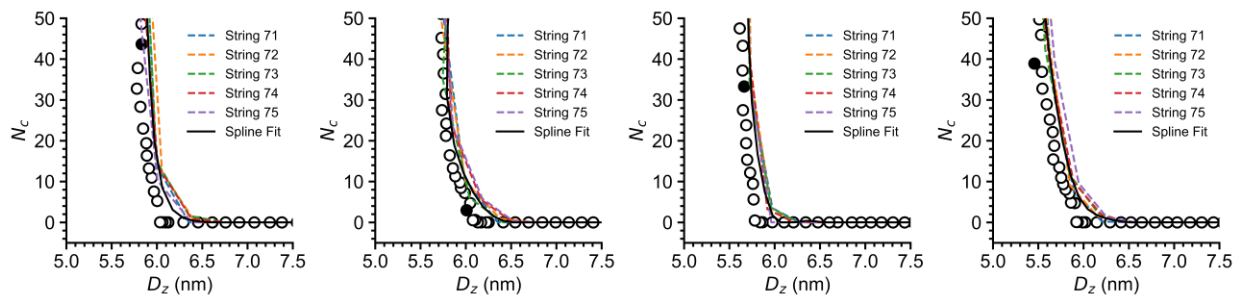 50
40
30
20
10
0
N_c
String 71
String 72
String 73
String 74
String 75
Spline Fit
5.0 5.5 6.0 6.5 7.0 7.5
D_z (nm)
50
40
30
20
10
0
N_c
String 71
String 72
String 73
String 74
String 75
Spline Fit
5.0 5.5 6.0 6.5 7.0 7.5
D_z (nm)
50
40
30
20
10
0
N_c
String 71
String 72
String 73
String 74
String 75
Spline Fit
5.0 5.5 6.0 6.5 7.0 7.5
D_z (nm)
50
40
30
20
10
0
N_c
String 71
String 72
String 73
String 74
String 75
Spline Fit
5.0 5.5 6.0 6.5 7.0 7.5
D_z (nm)